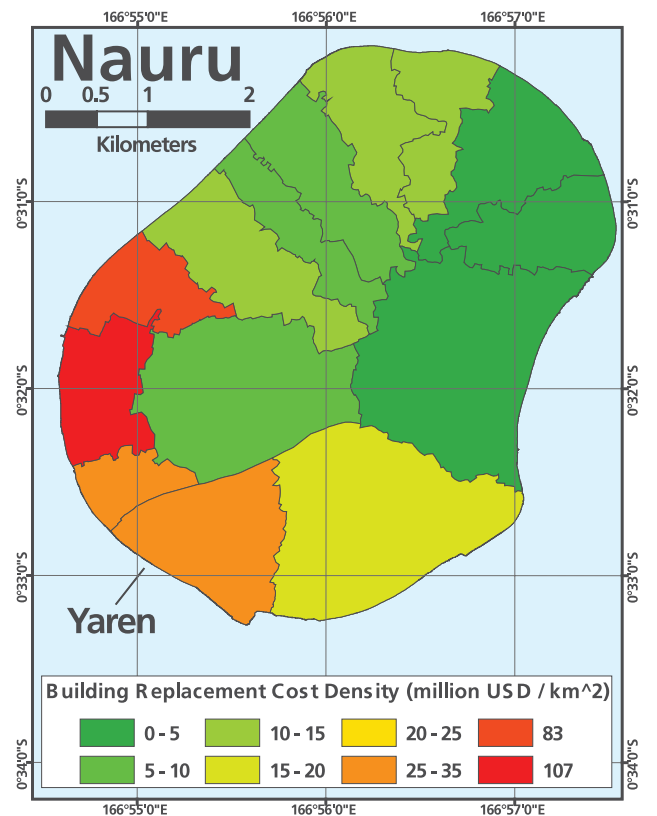 166°55'0"E 166°56'0"E 166°57'0"E
Nauru
0 0.5 1 2
Kilometers
0°31'0"S 0°31'0"S
0°32'0"S 0°32'0"S
0°33'0"S 0°33'0"S
Yaren
Building Replacement Cost Density (million USD / km^2)
0 - 5 10 - 15 20 - 25 83
5 - 10 15 - 20 25 - 35 107
0°34'0"S 0°34'0"S
166°55'0"E 166°56'0"E 166°57'0"E